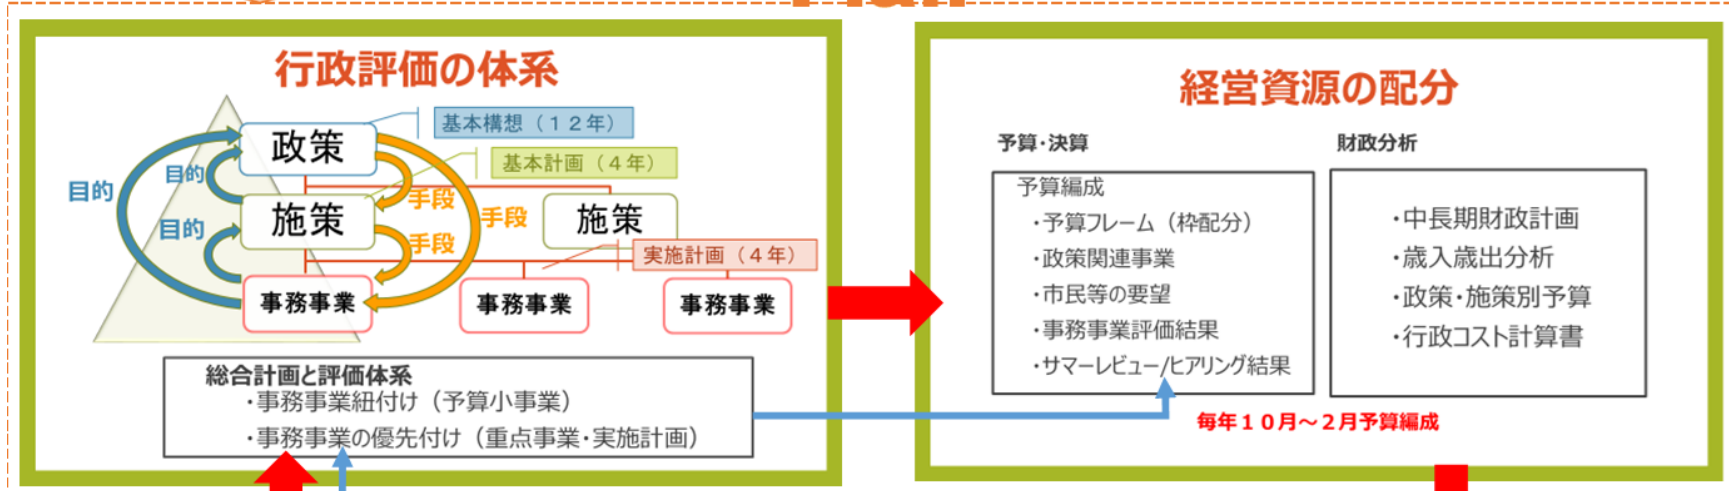 行政評価の体系
政策
基本構想（１２年）
基本計画（４年）
目的
目的
手段
手段
施策
施策
目的
手段
実施計画（４年）
事務事業
事務事業
事務事業
総合計画と評価体系
・事務事業紐付け（予算小事業）
・事務事業の優先付け（重点事業・実施計画）
経営資源の配分
予算・決算
予算編成
・予算フレーム（枠配分）
・政策関連事業
・市民等の要望
・事務事業評価結果
・サマーレビュー/ヒアリング結果
財政分析
・中長期財政計画
・歳入歳出分析
・政策・施策別予算
・行政コスト計算書
毎年１０月～２月予算編成